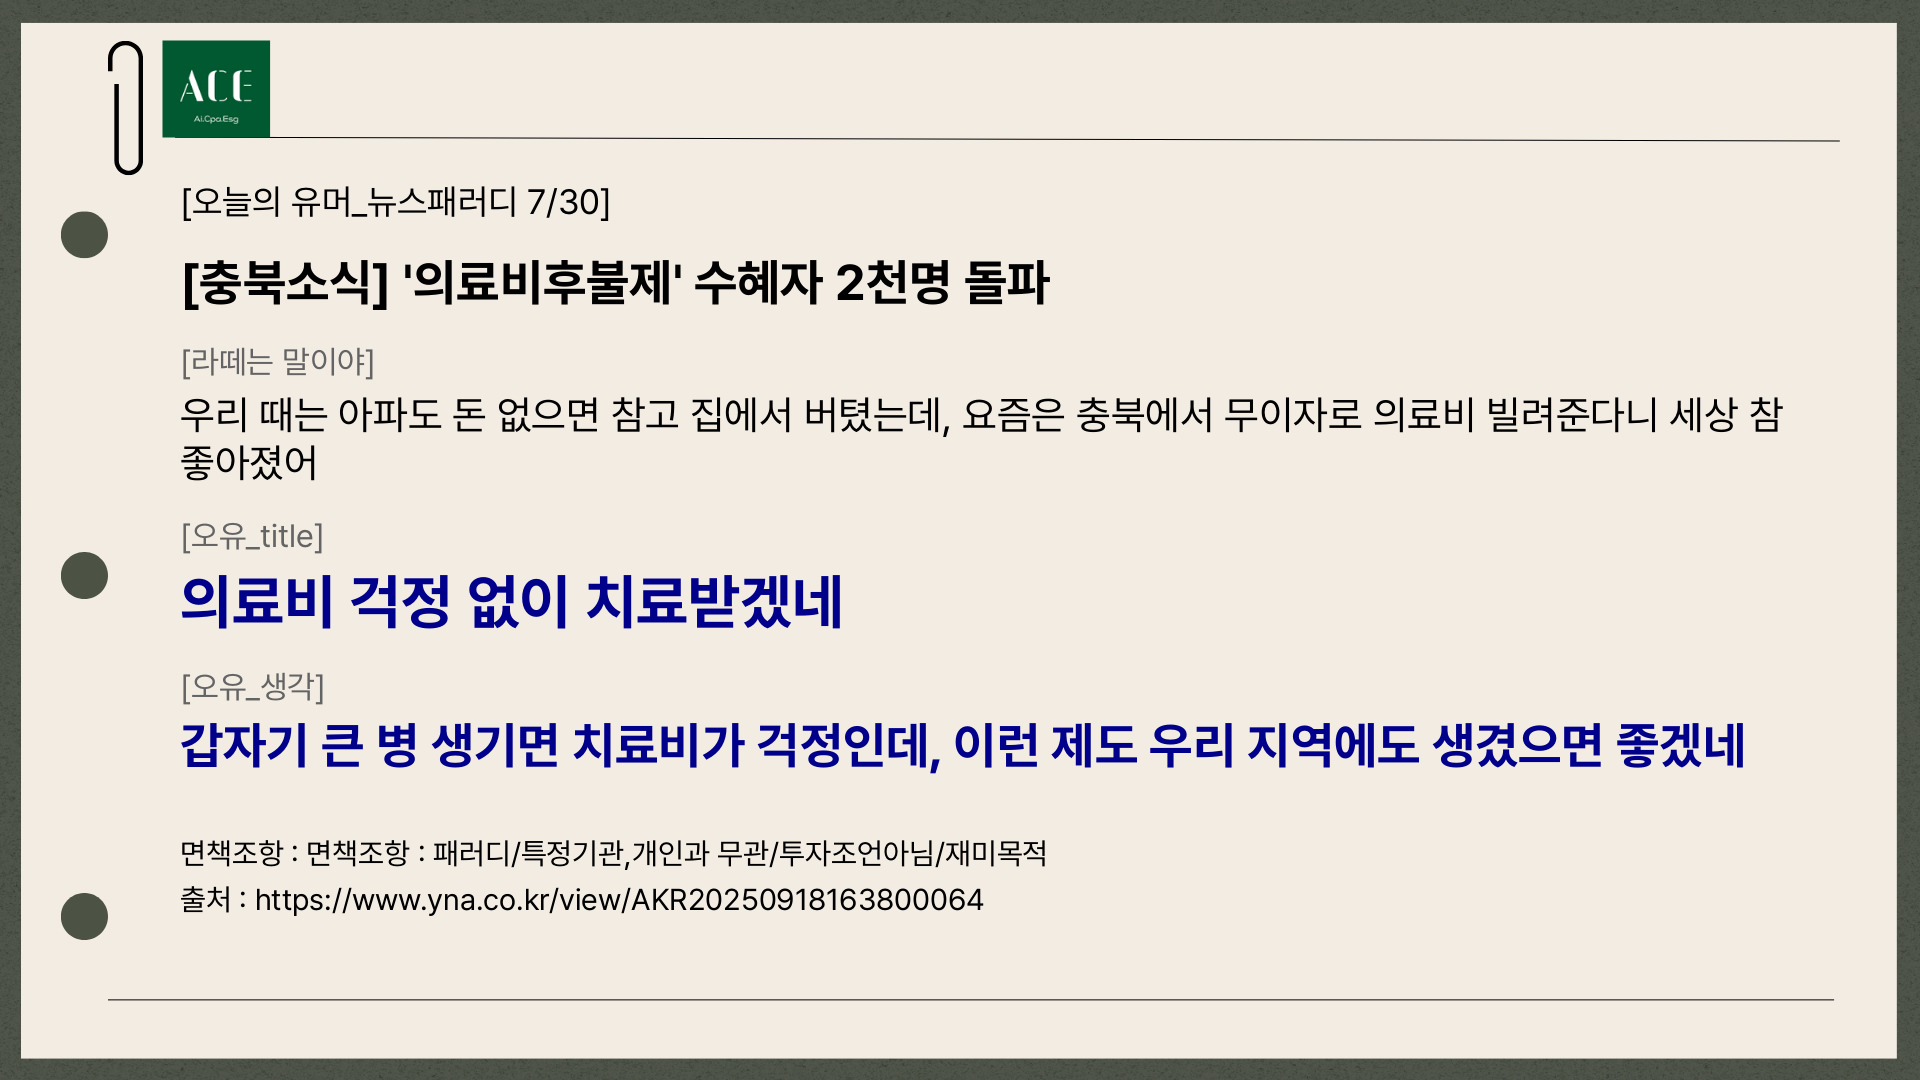 ACE
Ai.Cpa.Esg
[오늘의 유머_뉴스패러디 7/30]
[충북소식] '의료비후불제' 수혜자 2천명 돌파
[라떼는 말이야]
우리 때는 아파도 돈 없으면 참고 집에서 버텼는데, 요즘은 충북에서 무이자로 의료비 빌려준다니 세상 참
좋아졌어
[오유_title]
의료비 걱정 없이 치료받겠네
[오유_생각]
갑자기 큰 병 생기면 치료비가 걱정인데, 이런 제도 우리 지역에도 생겼으면 좋겠네
면책조항 : 면책조항 : 패러디/특정기관,개인과 무관/투자조언아님/재미목적
출처 : https://www.yna.co.kr/view/AKR20250918163800064